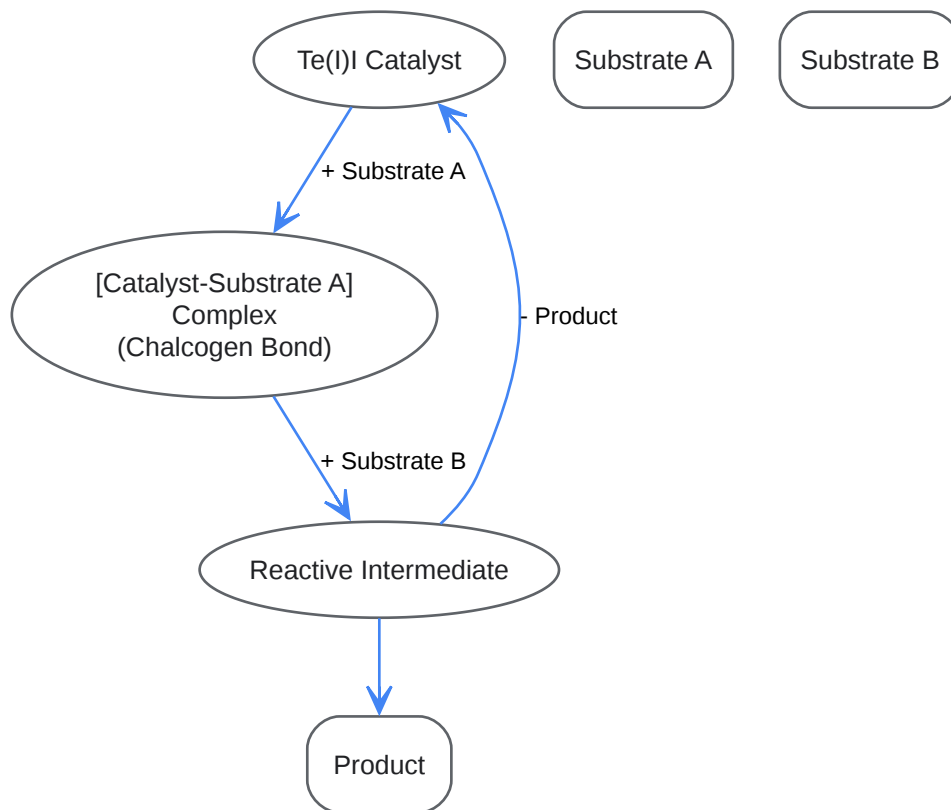 Te(I)I Catalyst
Substrate A
Substrate B
+ Substrate A
[Catalyst-Substrate A]
Complex
(Chalcogen Bond)
- Product
+ Substrate B
Reactive Intermediate
Product